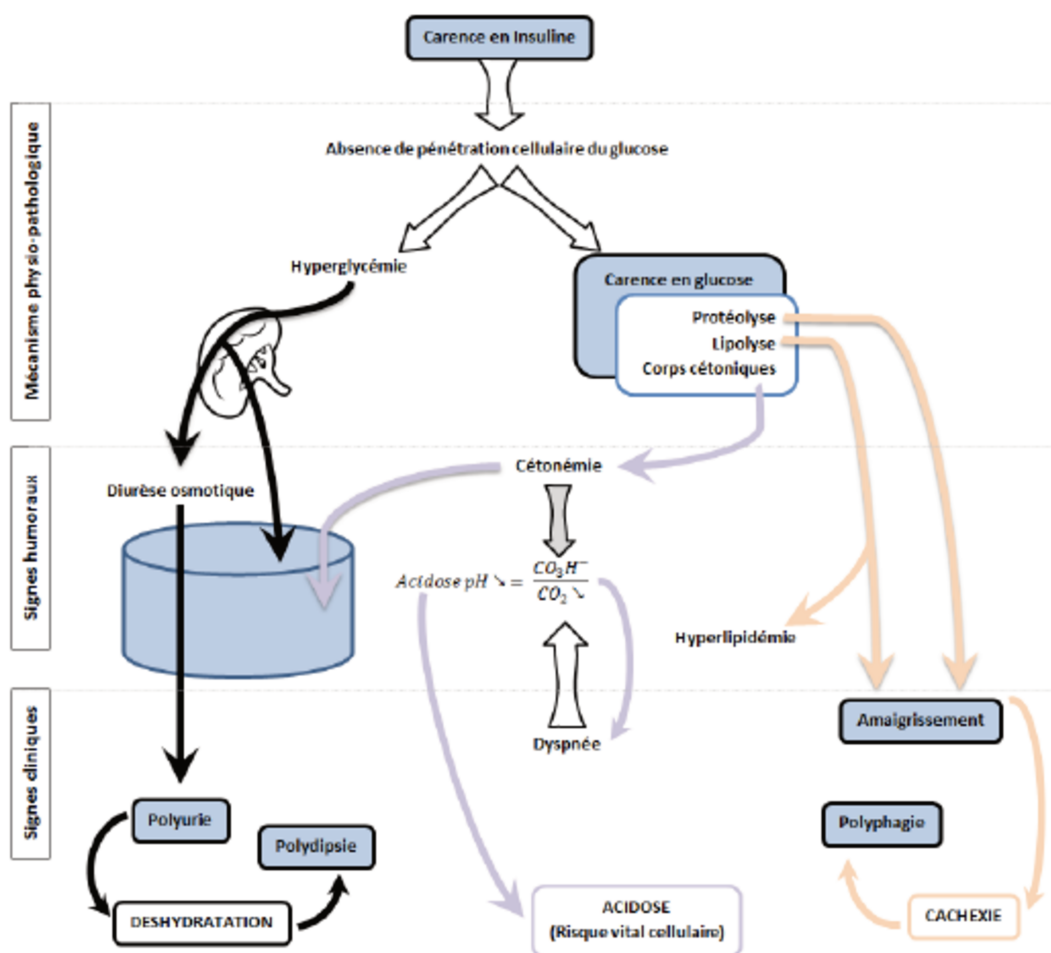 Carence en Insuline
Mécanisme physio-pathologique
Absence de pénétration cellulaire du glucose
Hyperglycémie
Carence en glucose
Protéolyse
Lipolyse
Corps cétoniques
Signes humoraux
Cétonémie
Diurèse osmotique
Acidose pH ↘ = CO₃H⁻ / CO₂ ↘
Hyperlipidémie
Signes cliniques
Amaigrissement
Dyspnée
Polyurie
Polyphagie
Polydipsie
DESHYDRATATION
ACIDOSE
(Risque vital cellulaire)
CACHEXIE